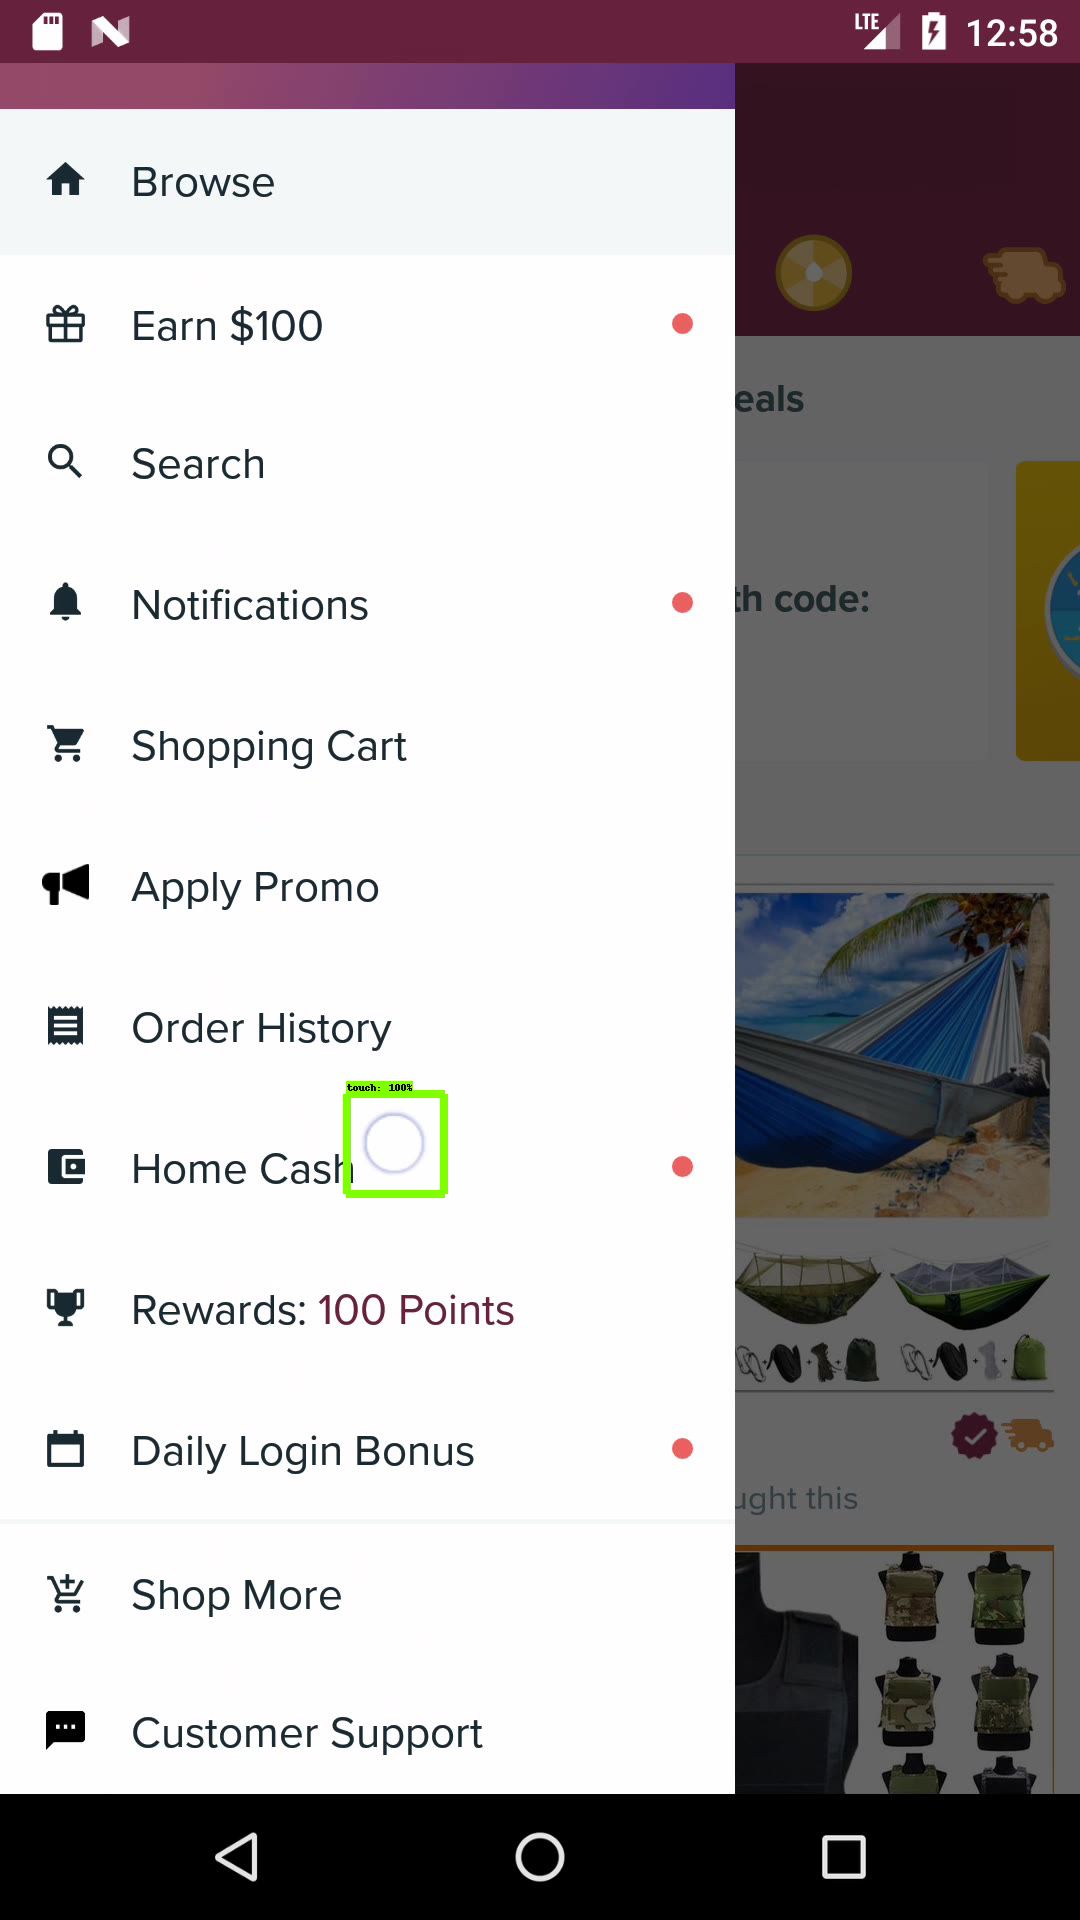 LTE 12:58
Browse
Earn $100
eals
Search
Notifications
th code:
Shopping Cart
Apply Promo
Order History
touch: 100%
Home Cash
Rewards: 100 Points
Daily Login Bonus
ught this
Shop More
Customer Support